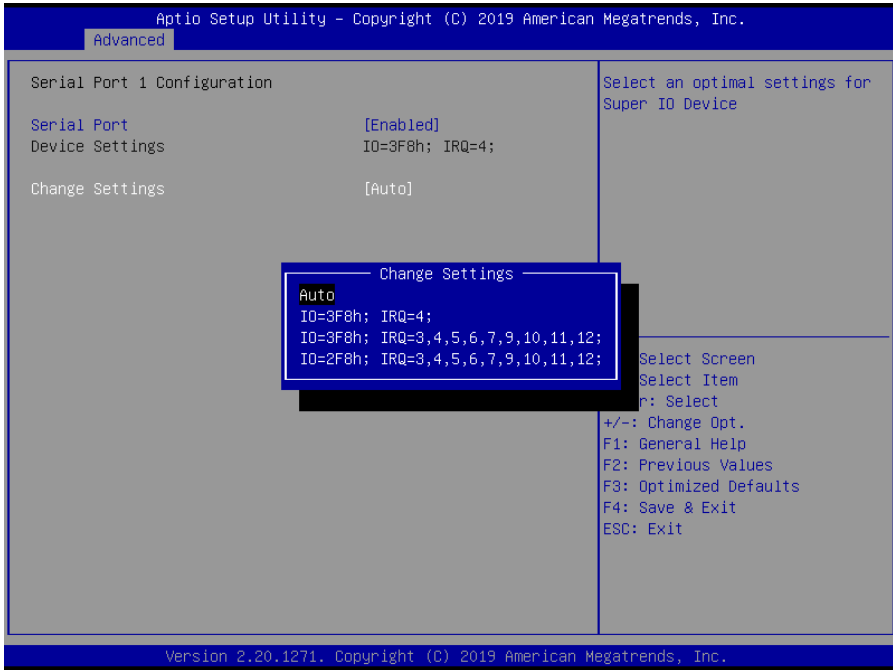 Aptio Setup Utility – Copyright (C) 2019 American Megatrends, Inc.
Advanced
Serial Port 1 Configuration
Serial Port [Enabled]
Device Settings IO=3F8h; IRQ=4;
Change Settings [Auto]
Select an optimal settings for
Super IO Device
Change Settings
Auto
IO=3F8h; IRQ=4;
IO=3F8h; IRQ=3,4,5,6,7,9,10,11,12;
IO=2F8h; IRQ=3,4,5,6,7,9,10,11,12;
Select Screen
Select Item
r: Select
+/-: Change Opt.
F1: General Help
F2: Previous Values
F3: Optimized Defaults
F4: Save & Exit
ESC: Exit
Version 2.20.1271. Copyright (C) 2019 American Megatrends, Inc.